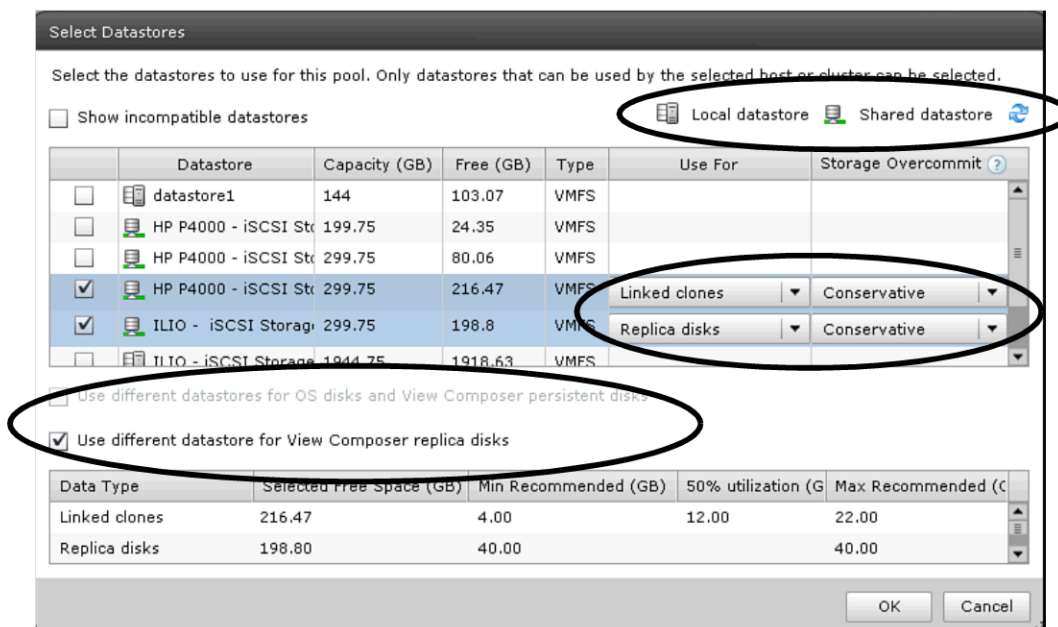 Select Datastores
Select the datastores to use for this pool. Only datastores that can be used by the selected host or cluster can be selected.
Show incompatible datastores Local datastore Shared datastore
Datastore Capacity (GB) Free (GB) Type Use For Storage Overcommit ?
datastore1 144 103.07 VMFS
HP P4000 - iSCSI Sto 199.75 24.35 VMFS
HP P4000 - iSCSI Sto 299.75 80.06 VMFS
HP P4000 - iSCSI Sto 299.75 216.47 VMFS Linked clones Conservative
ILIO - iSCSI Storag 299.75 198.8 VMFS Replica disks Conservative
ILIO - iSCSI Storage 1944.75 1918.63 VMFS
Use different datastores for OS disks and View Composer persistent disks
Use different datastore for View Composer replica disks
Data Type Selected Free Space (GB) Min Recommended (GB) 50% utilization (G Max Recommended (G
Linked clones 216.47 4.00 12.00 22.00
Replica disks 198.80 40.00 40.00
OK Cancel